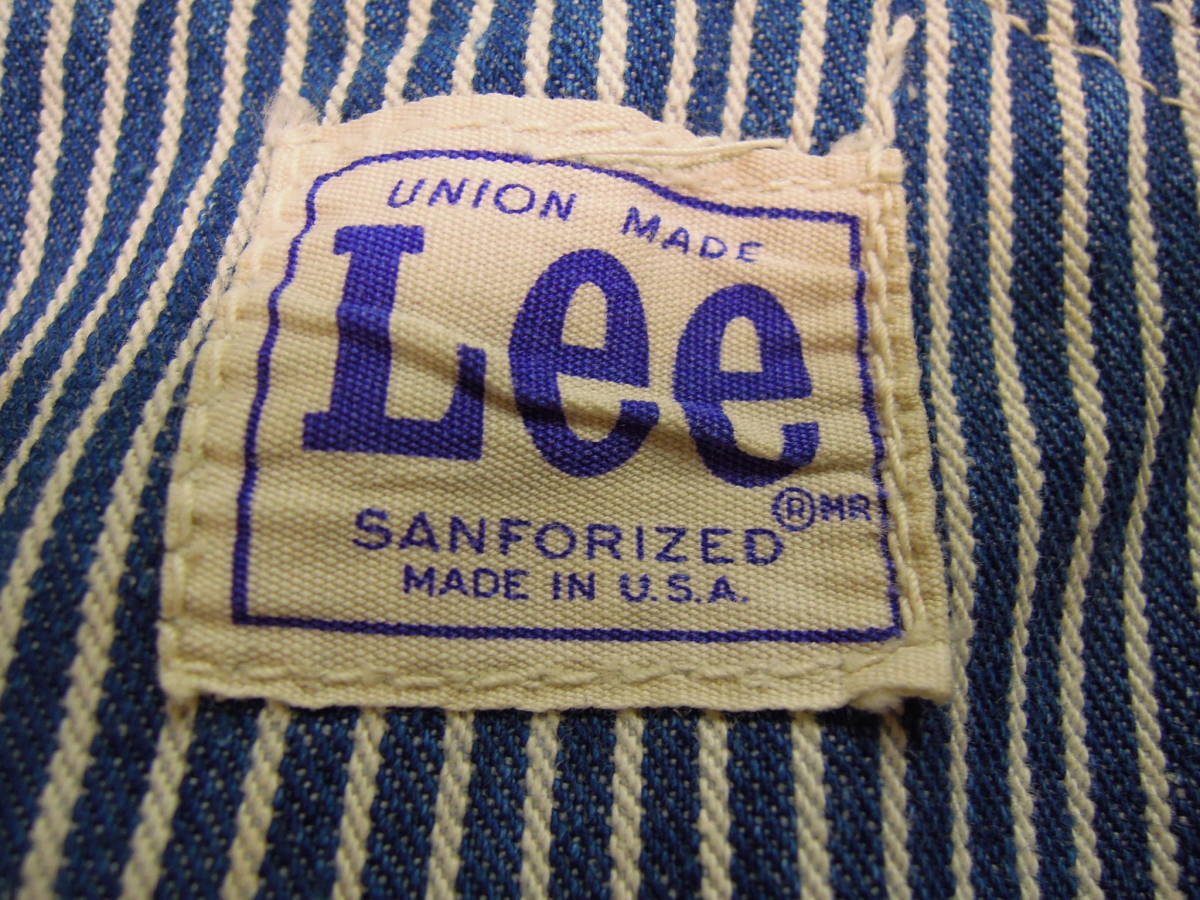 UNION MADE
Lee
® MR
SANFORIZED
MADE IN U.S.A.